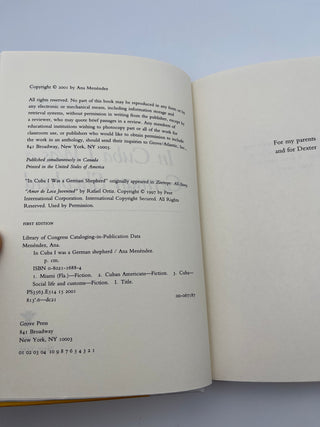 Copyright © 2001 by Ana Menéndez
All rights reserved. No part of this book may be reproduced in any form or by
any electronic or mechanical means, including information storage and
retrieval systems, without permission in writing from the publisher, except by
a reviewer, who may quote brief passages in a review. Any members of
educational institutions wishing to photocopy part or all of the work for
classroom use, or publishers who would like to obtain permission to include
the work in an anthology, should send their inquiries to Grove/Atlantic, Inc.,
841 Broadway, New York, NY 10003.
Published simultaneously in Canada
Printed in the United States of America
"In Cuba I Was a German Shepherd" originally appeared in Zoetrope: All-Story.
"Amor de Loca Juventud" by Rafael Ortiz. Copyright © 1997 by Peer
International Corporation. International Copyright Secured. All Rights
Reserved. Used by Permission.
FIRST EDITION
Library of Congress Cataloging-in-Publication Data
Menéndez, Ana.
In Cuba I was a German shepherd / Ana Menéndez.
p. cm.
ISBN 0-8021-1688-4
1. Miami (Fla.)—Fiction. 2. Cuban Americans—Fiction. 3. Cuba—
Social life and customs—Fiction. I. Title.
PS3563.E514 I5 2001
813'.6—dc21 00-067187
Grove Press
841 Broadway
New York, NY 10003
01 02 03 04 10 9 8 7 6 5 4 3 2 1
For my parents
and for Dexter